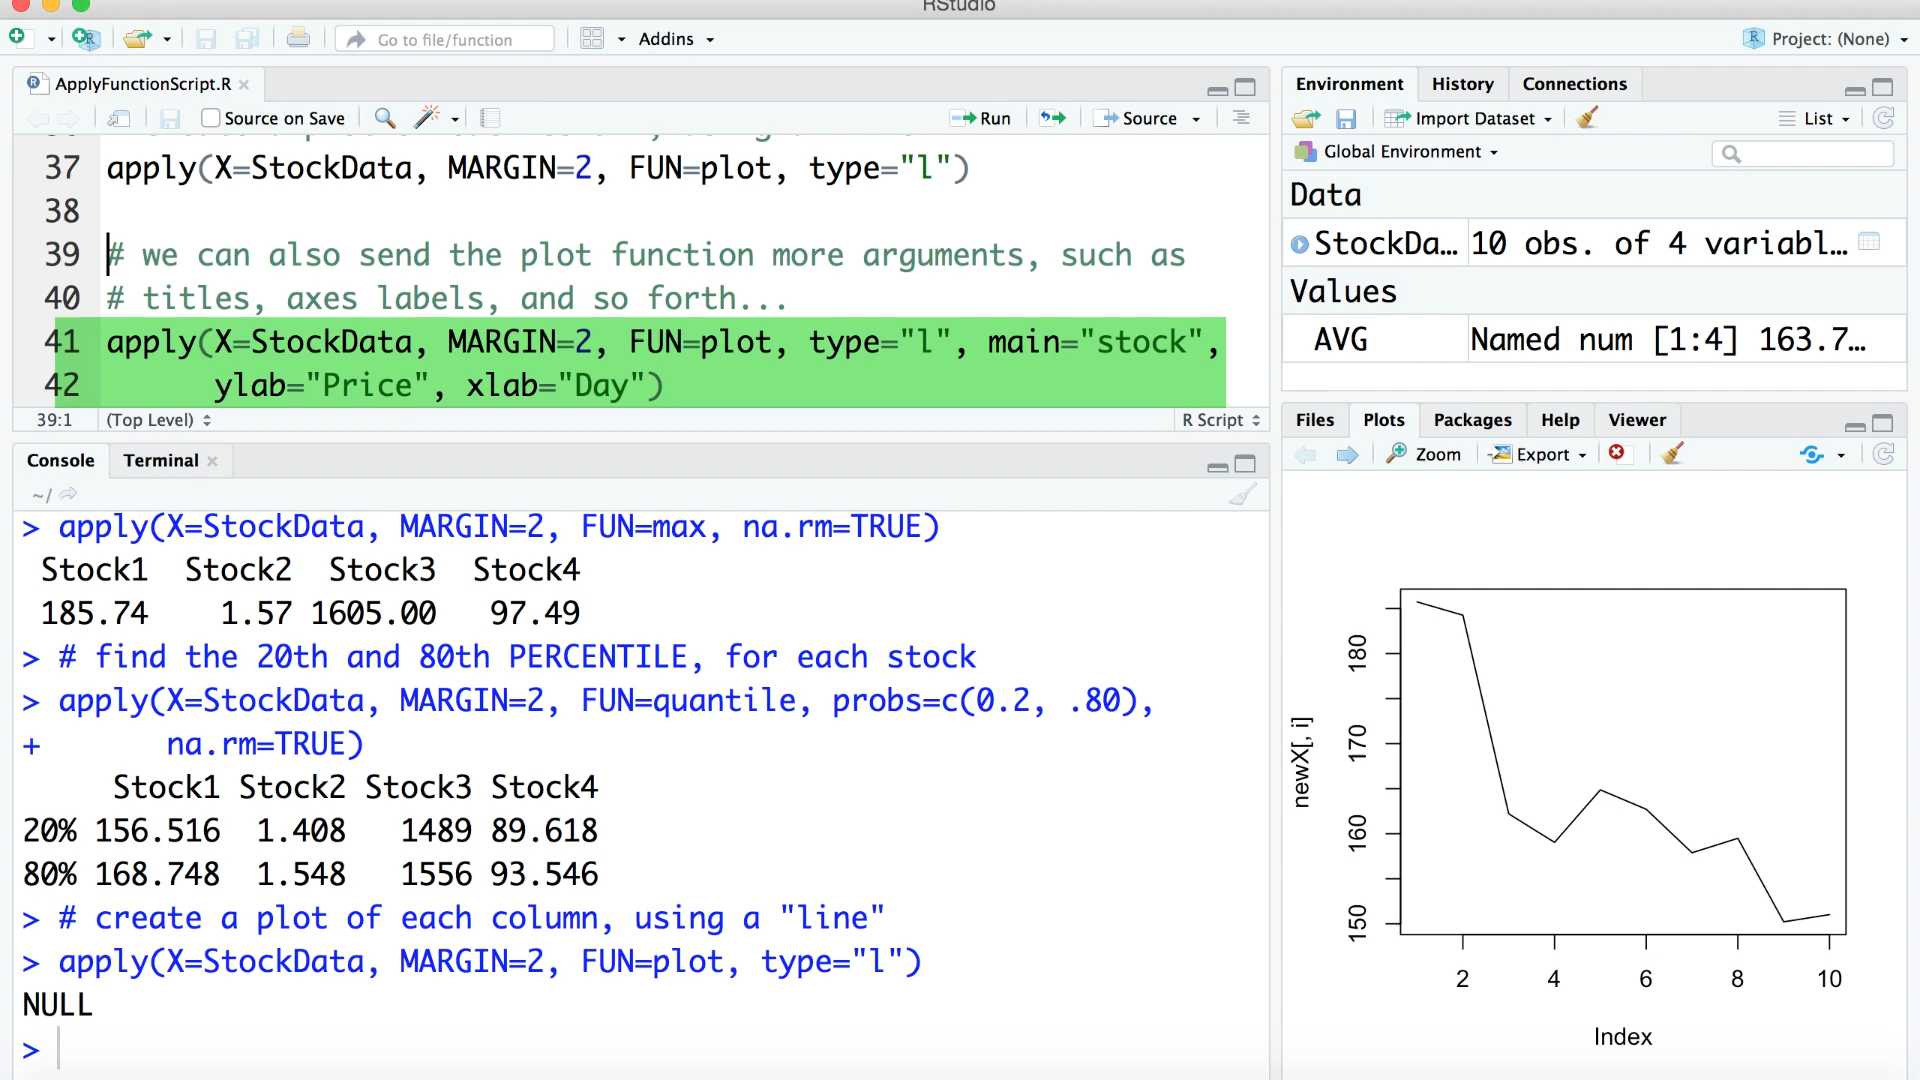 RStudio
Go to file/function
Addins
Project: (None)
ApplyFunctionScript.R
Source on Save
Run
Source
37 apply(X=StockData, MARGIN=2, FUN=plot, type="l")
38
39 # we can also send the plot function more arguments, such as
40 # titles, axes labels, and so forth...
41 apply(X=StockData, MARGIN=2, FUN=plot, type="l", main="stock",
42 ylab="Price", xlab="Day")
39:1 (Top Level) R Script
Console Terminal
~/
> apply(X=StockData, MARGIN=2, FUN=max, na.rm=TRUE)
Stock1 Stock2 Stock3 Stock4
185.74 1.57 1605.00 97.49
> # find the 20th and 80th PERCENTILE, for each stock
> apply(X=StockData, MARGIN=2, FUN=quantile, probs=c(0.2, .80),
+ na.rm=TRUE)
Stock1 Stock2 Stock3 Stock4
20% 156.516 1.408 1489 89.618
80% 168.748 1.548 1556 93.546
> # create a plot of each column, using a "line"
> apply(X=StockData, MARGIN=2, FUN=plot, type="l")
NULL
>
Environment History Connections
Import Dataset List
Global Environment
Data
StockDa... 10 obs. of 4 variabl...
Values
AVG Named num [1:4] 163.7...
Files Plots Packages Help Viewer
Zoom Export
newX[, i]
180
170
160
150
2 4 6 8 10
Index